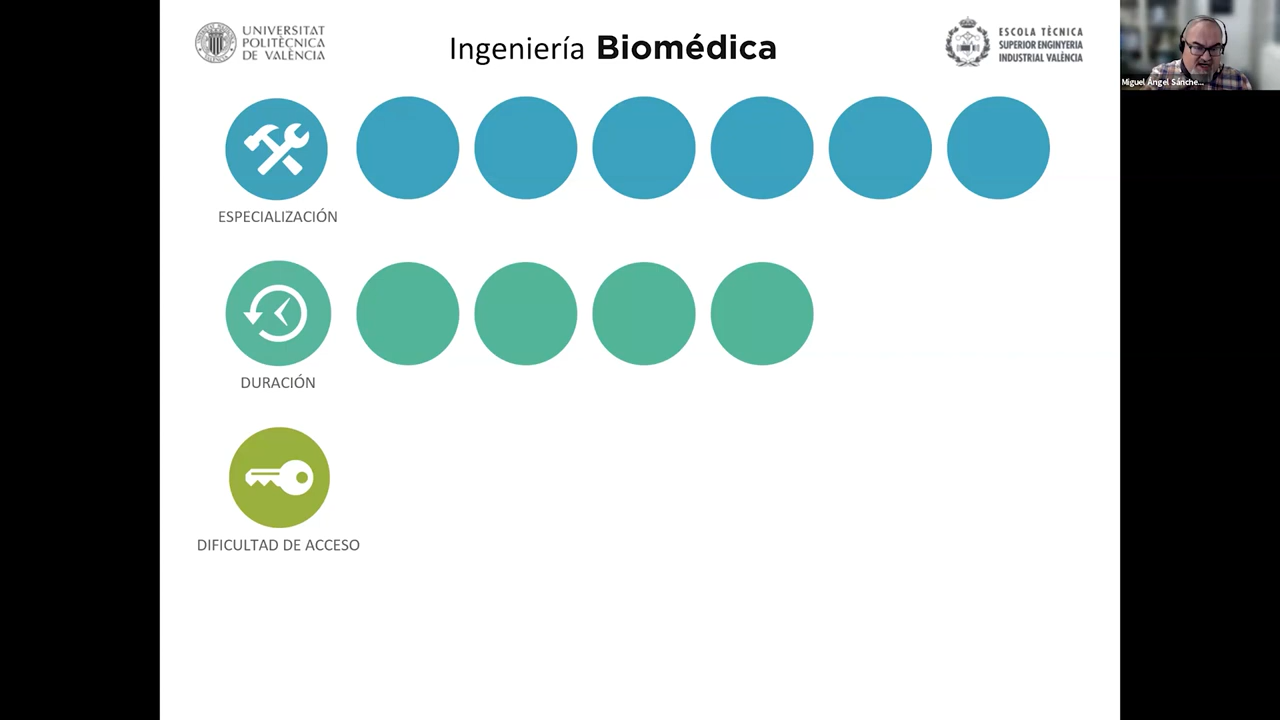 UNIVERSITAT
POLITÈCNICA
DE VALÈNCIA
Ingeniería Biomédica
ESCOLA TÈCNICA
SUPERIOR ENGINYERIA
INDUSTRIAL VALÈNCIA
Miguel Ángel Sánche...
ESPECIALIZACIÓN
DURACIÓN
DIFICULTAD DE ACCESO